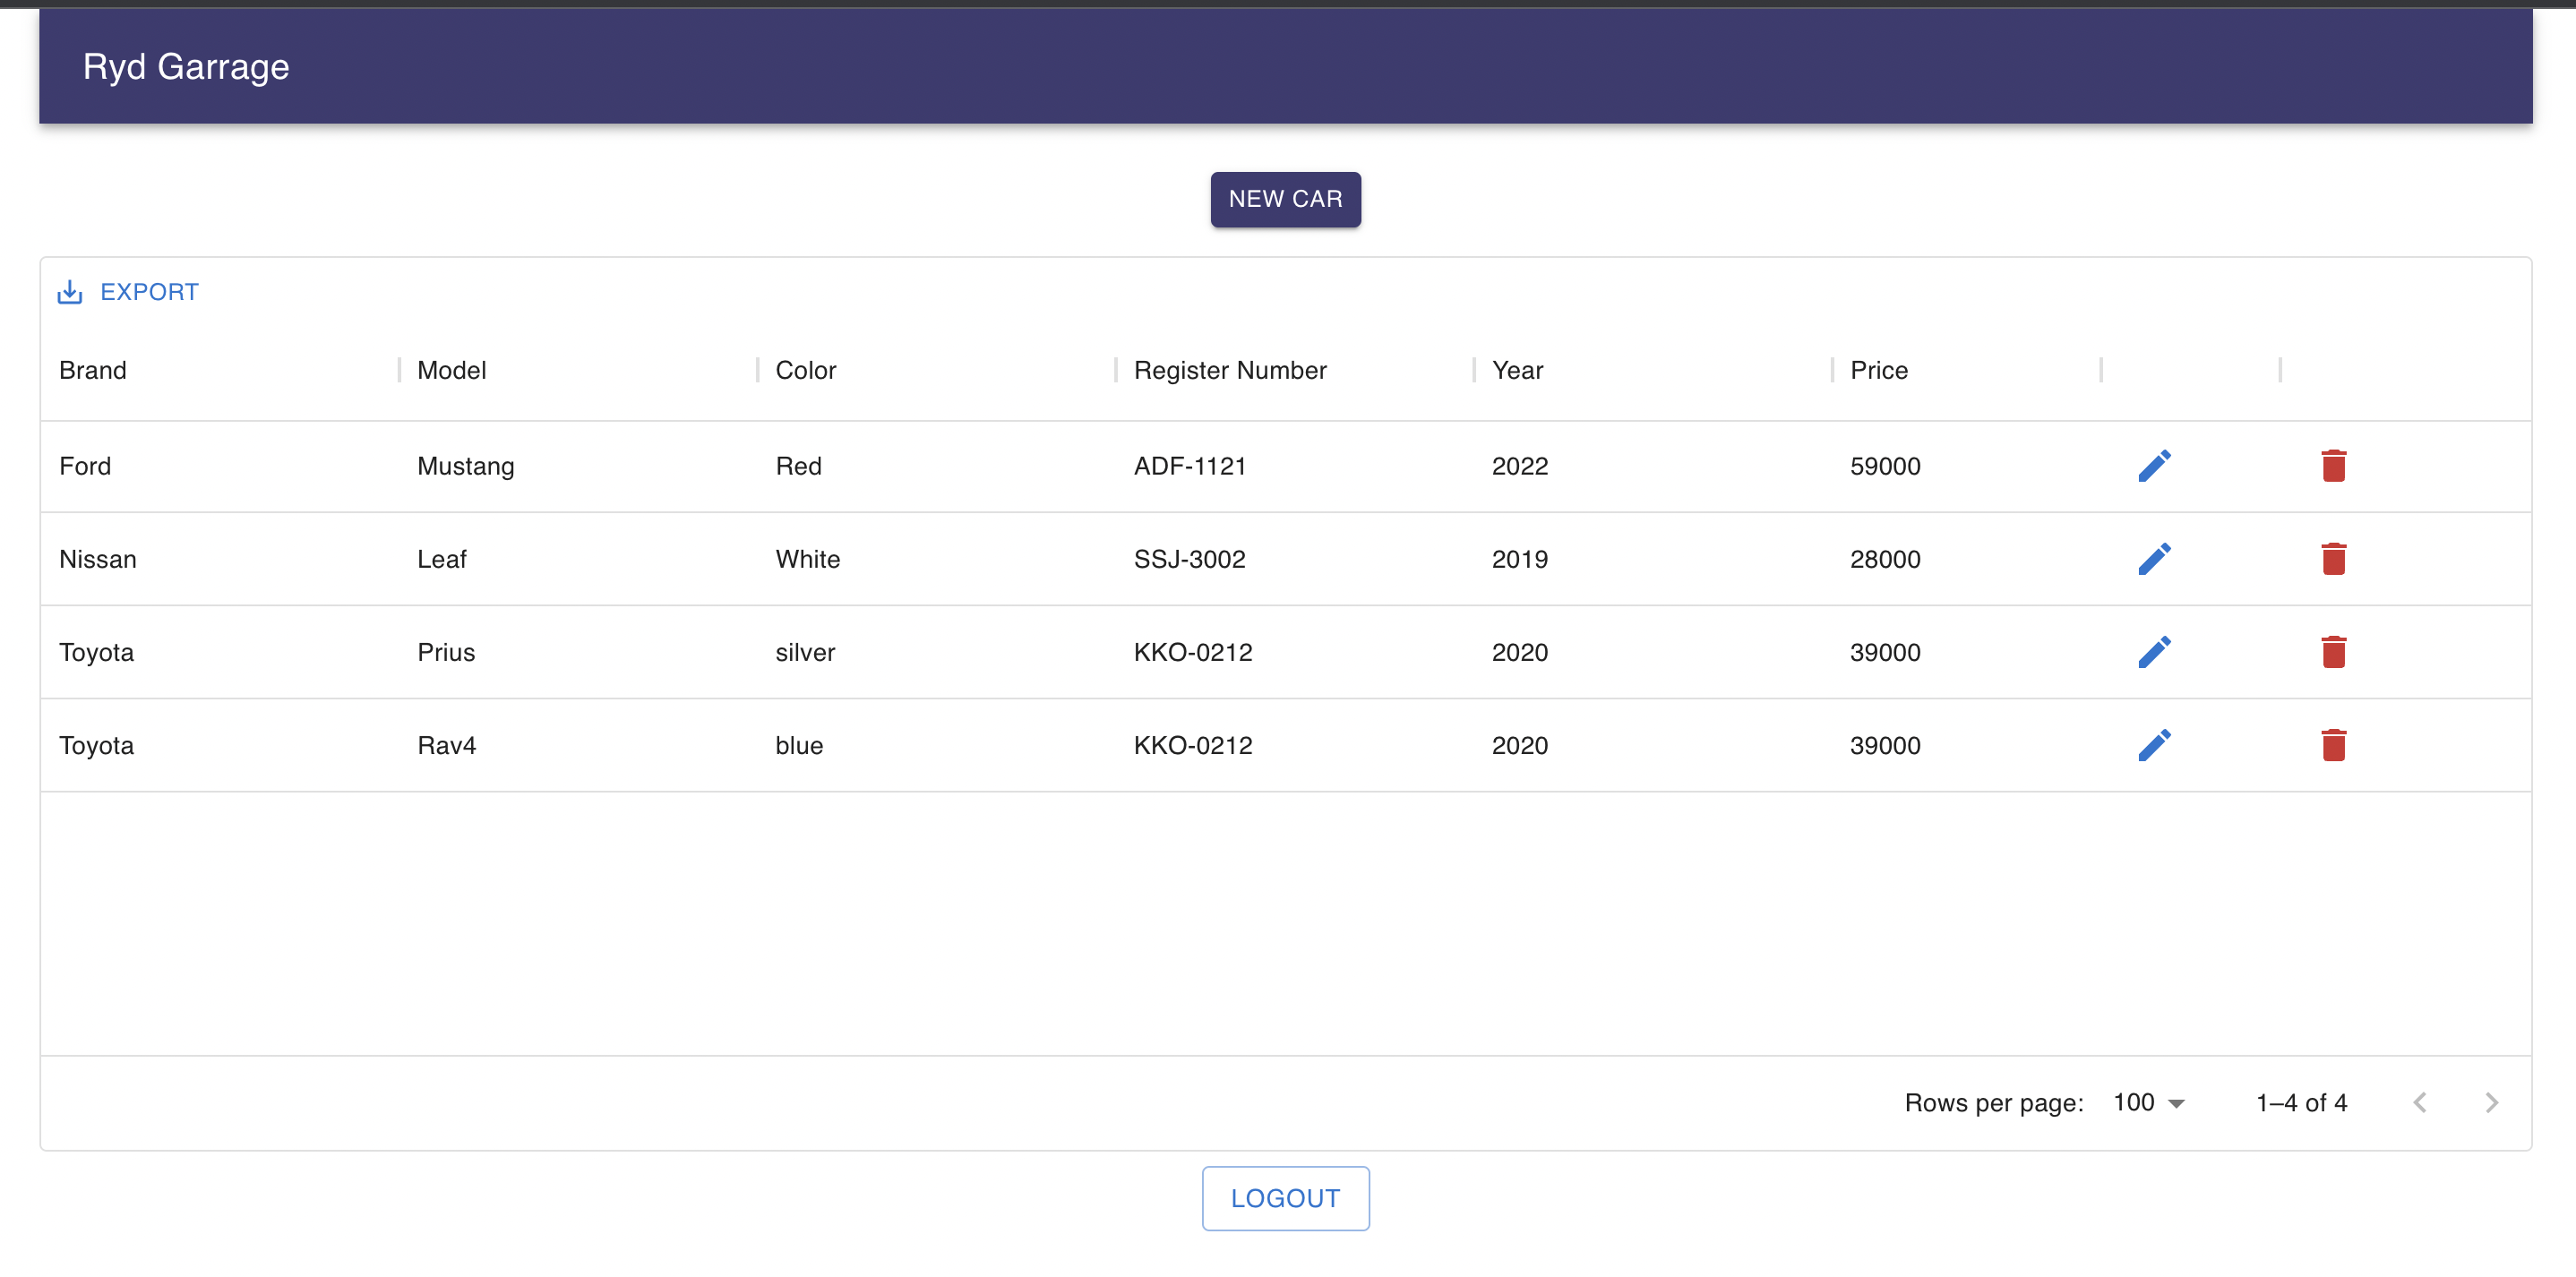 Ryd Garrage
NEW CAR
EXPORT
Brand Model Color Register Number Year Price
Ford Mustang Red ADF-1121 2022 59000
Nissan Leaf White SSJ-3002 2019 28000
Toyota Prius silver KKO-0212 2020 39000
Toyota Rav4 blue KKO-0212 2020 39000
Rows per page: 100 1–4 of 4
LOGOUT